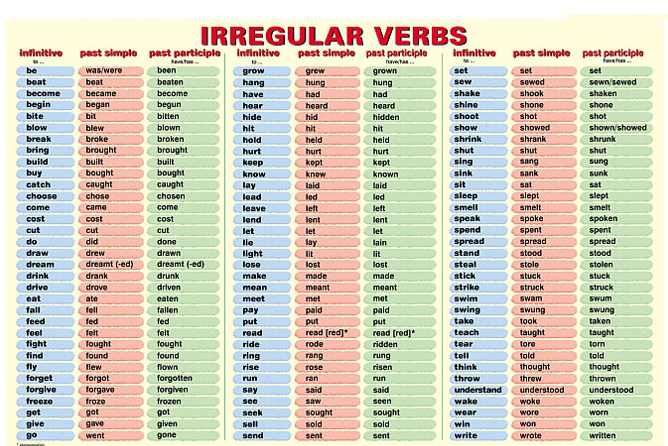 IRREGULAR VERBS
infinitive past simple past participle
to ... have/has ...
be was/were been
beat beat beaten
become became become
begin began begun
bite bit bitten
blow blew blown
break broke broken
bring brought brought
build built built
buy bought bought
catch caught caught
choose chose chosen
come came come
cost cost cost
cut cut cut
do did done
draw drew drawn
dream dreamt (-ed) dreamt (-ed)
drink drank drunk
drive drove driven
eat ate eaten
fall fell fallen
feed fed fed
feel felt felt
fight fought fought
find found found
fly flew flown
forget forgot forgotten
forgive forgave forgiven
freeze froze frozen
get got got
give gave given
go went gone
infinitive past simple past participle
to ... have/has ...
grow grew grown
hang hung hung
have had had
hear heard heard
hide hid hidden
hit hit hit
hold held held
hurt hurt hurt
keep kept kept
know knew known
lay laid laid
lead led led
leave left left
lend lent lent
let let let
lie lay lain
light lit lit
lose lost lost
make made made
mean meant meant
meet met met
pay paid paid
put put put
read read [red]* read [red]*
ride rode ridden
ring rang rung
rise rose risen
run ran run
say said said
see saw seen
seek sought sought
sell sold sold
send sent sent
infinitive past simple past participle
to ... have/has ...
set set set
sew sewed sewn/sewed
shake shook shaken
shine shone shone
shoot shot shot
show showed shown/showed
shrink shrank shrunk
shut shut shut
sing sang sung
sink sank sunk
sit sat sat
sleep slept slept
smell smelt smelt
speak spoke spoken
spend spent spent
spread spread spread
stand stood stood
steal stole stolen
stick stuck stuck
strike struck struck
swim swam swum
swing swung swung
take took taken
teach taught taught
tear tore torn
tell told told
think thought thought
throw threw thrown
understand understood understood
wake woke woken
wear wore worn
win won won
write wrote written